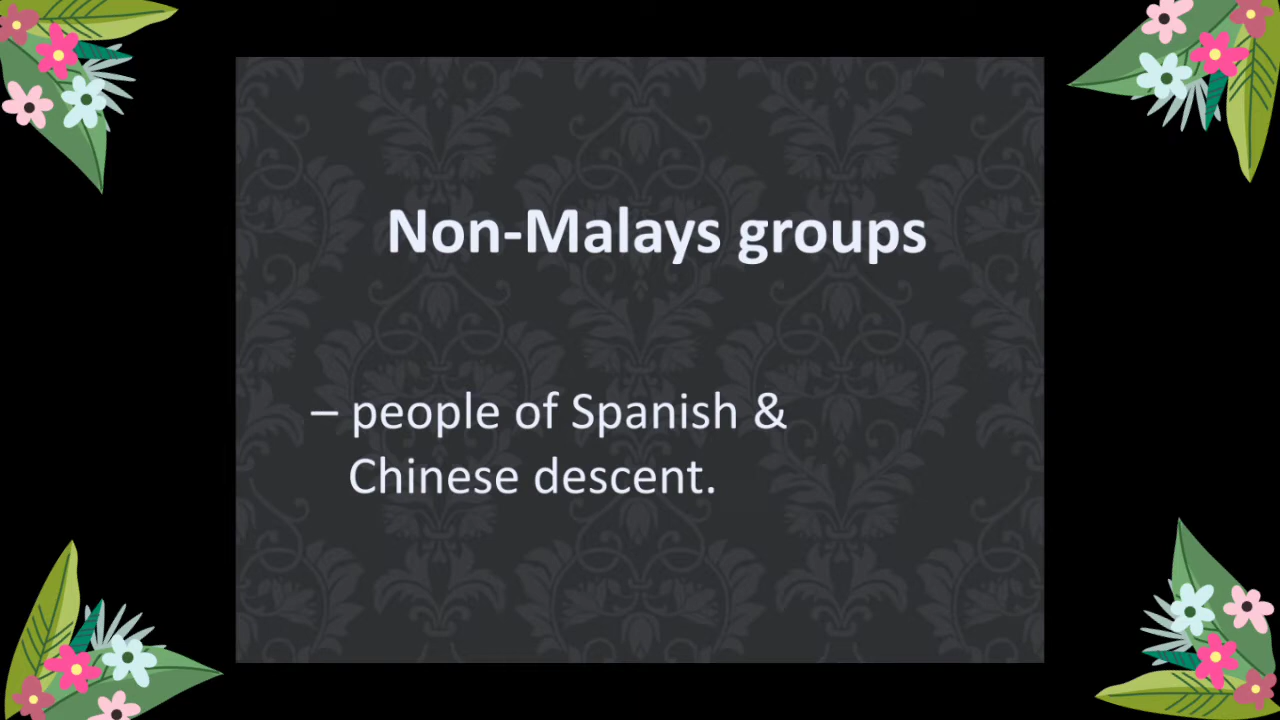 Non-Malays groups
– people of Spanish &
Chinese descent.